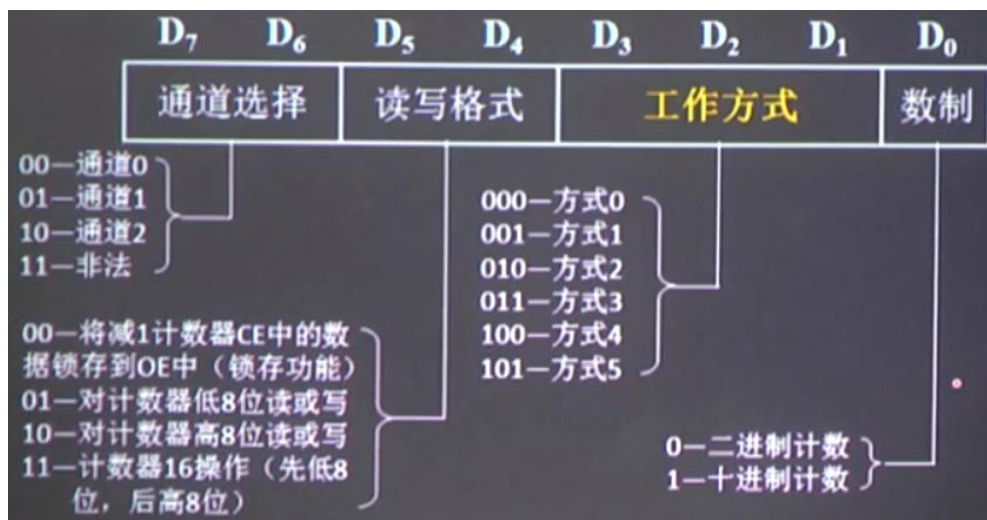 D7 D6 D5 D4 D3 D2 D1 D0
通道选择 读写格式 工作方式 数制
00—通道0
01—通道1
10—通道2
11—非法
000—方式0
001—方式1
010—方式2
011—方式3
100—方式4
101—方式5
00—将减1计数器CE中的数
据锁存到OE中（锁存功能）
01—对计数器低8位读或写
10—对计数器高8位读或写
11—计数器16操作（先低8
位，后高8位）
0—二进制计数
1—十进制计数